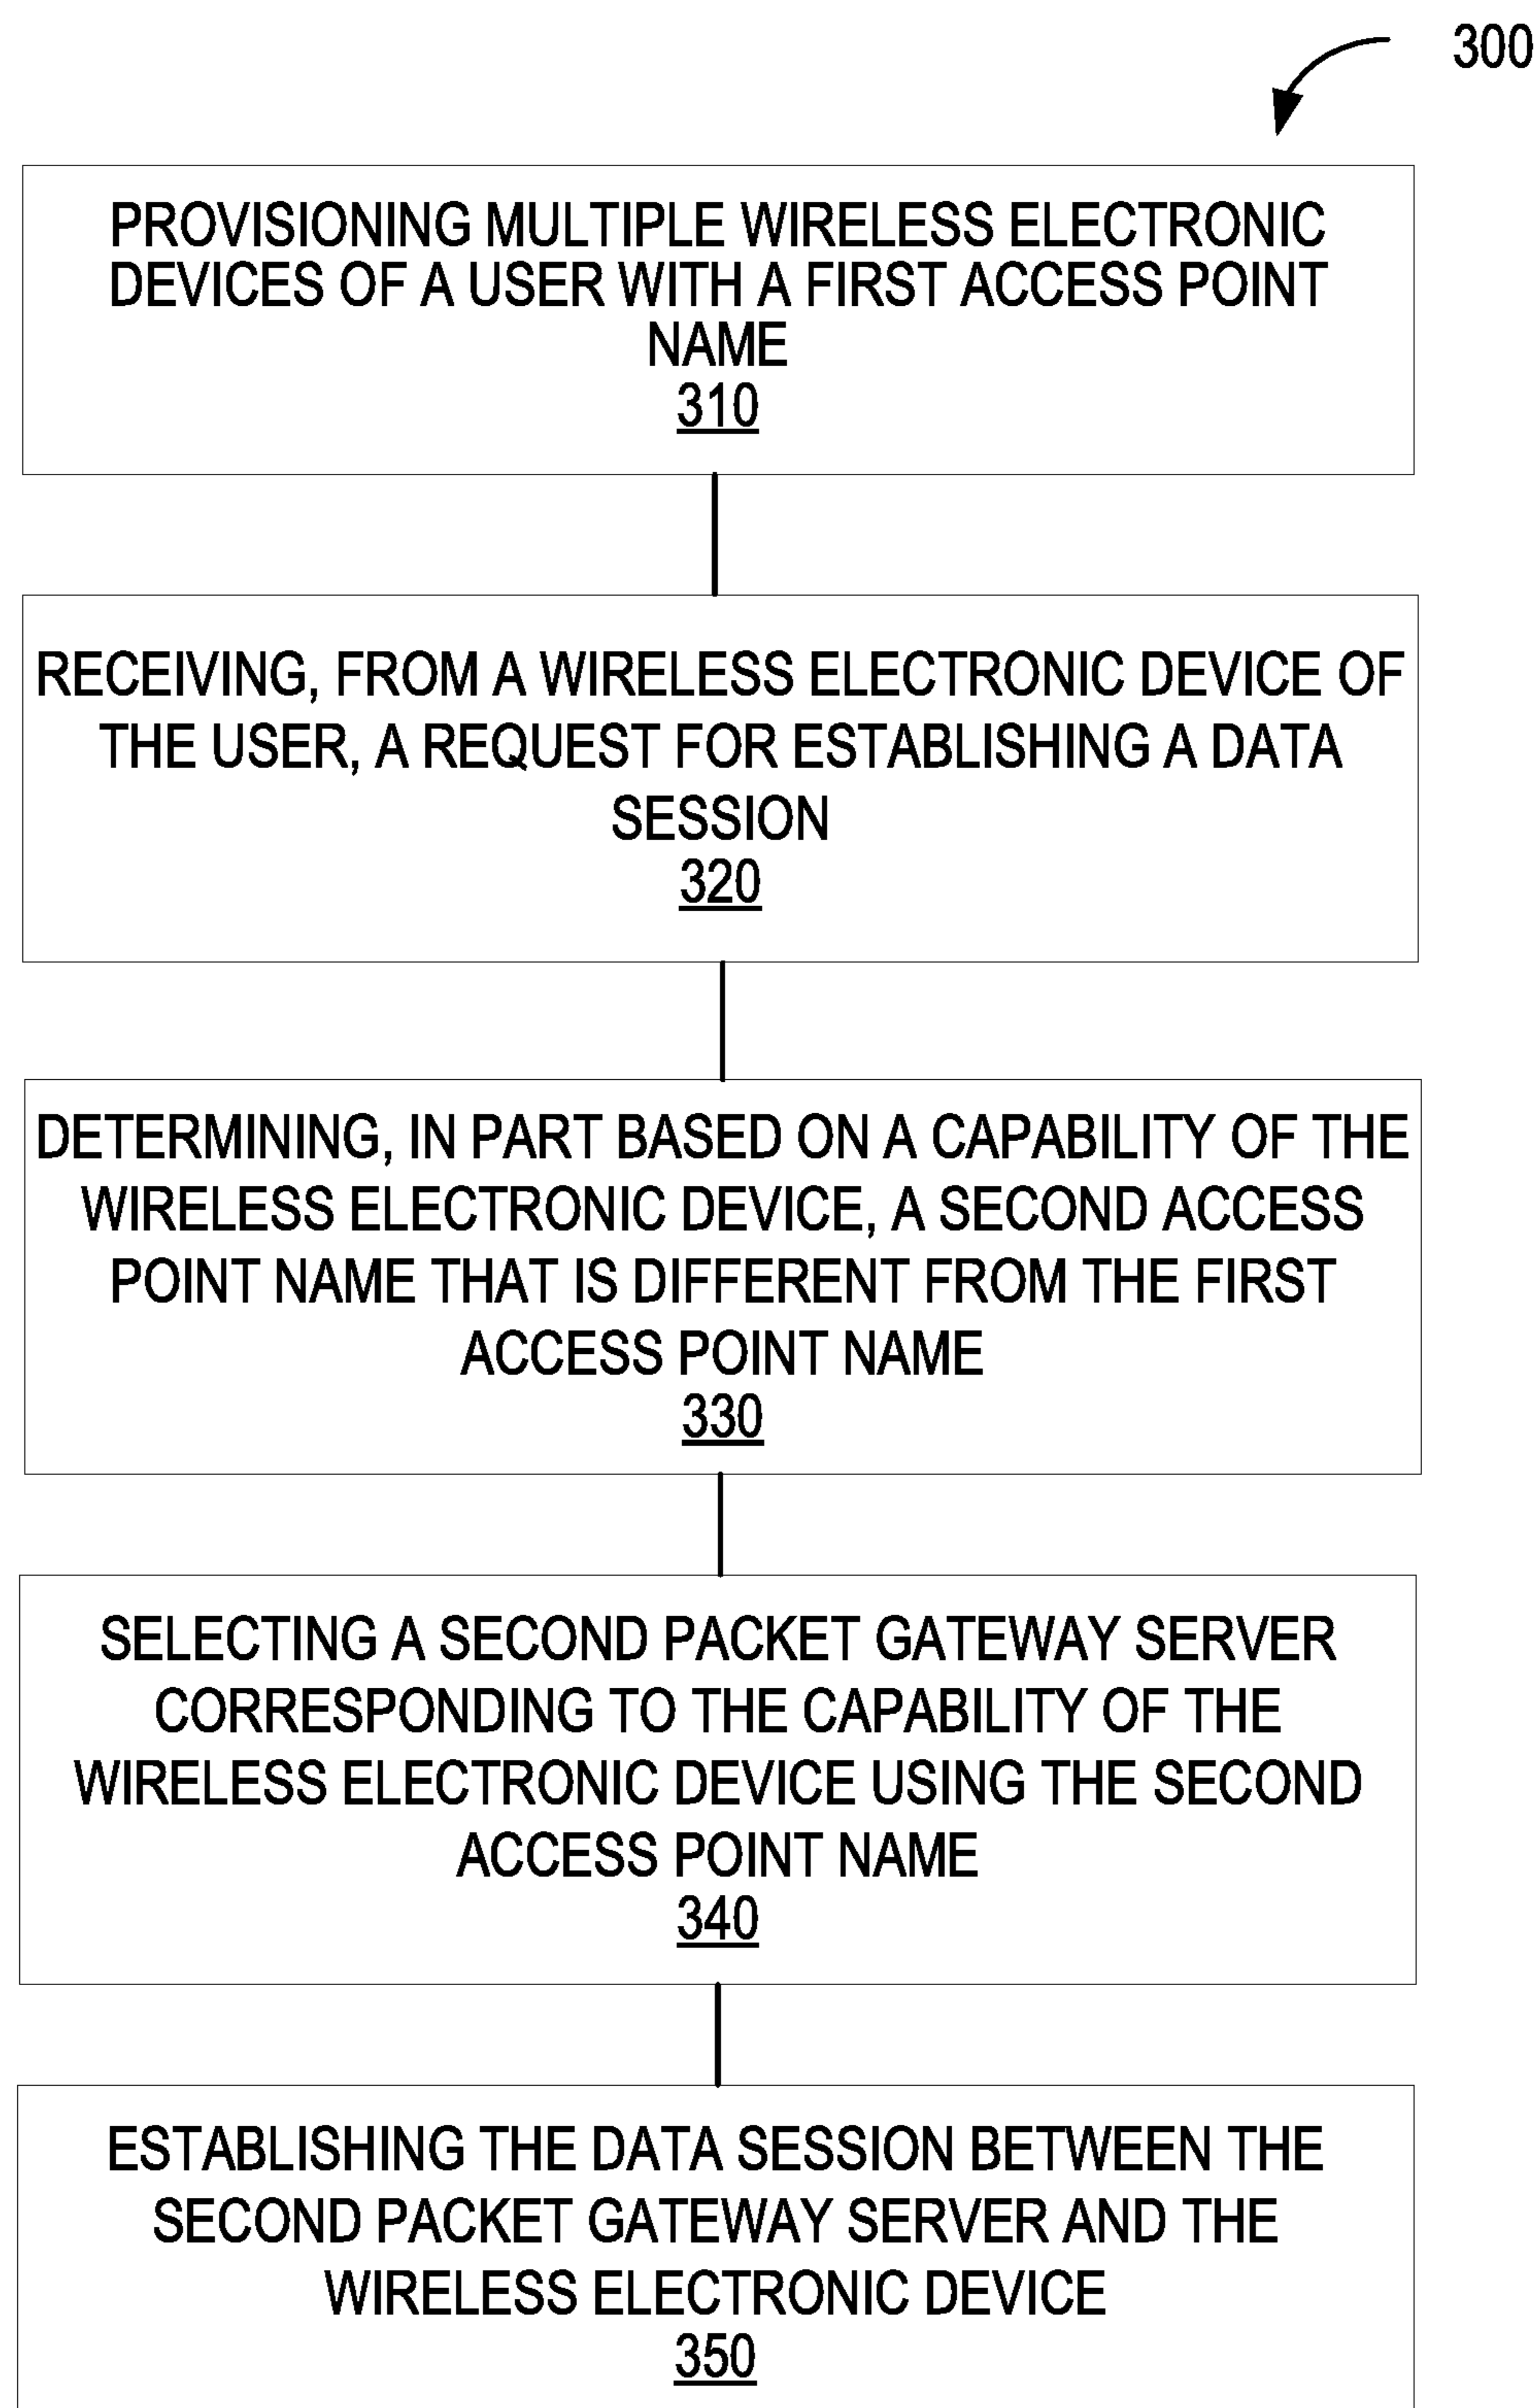 300
PROVISIONING MULTIPLE WIRELESS ELECTRONIC
DEVICES OF A USER WITH A FIRST ACCESS POINT
NAME
310
RECEIVING, FROM A WIRELESS ELECTRONIC DEVICE OF
THE USER, A REQUEST FOR ESTABLISHING A DATA
SESSION
320
DETERMINING, IN PART BASED ON A CAPABILITY OF THE
WIRELESS ELECTRONIC DEVICE, A SECOND ACCESS
POINT NAME THAT IS DIFFERENT FROM THE FIRST
ACCESS POINT NAME
330
SELECTING A SECOND PACKET GATEWAY SERVER
CORRESPONDING TO THE CAPABILITY OF THE
WIRELESS ELECTRONIC DEVICE USING THE SECOND
ACCESS POINT NAME
340
ESTABLISHING THE DATA SESSION BETWEEN THE
SECOND PACKET GATEWAY SERVER AND THE
WIRELESS ELECTRONIC DEVICE
350